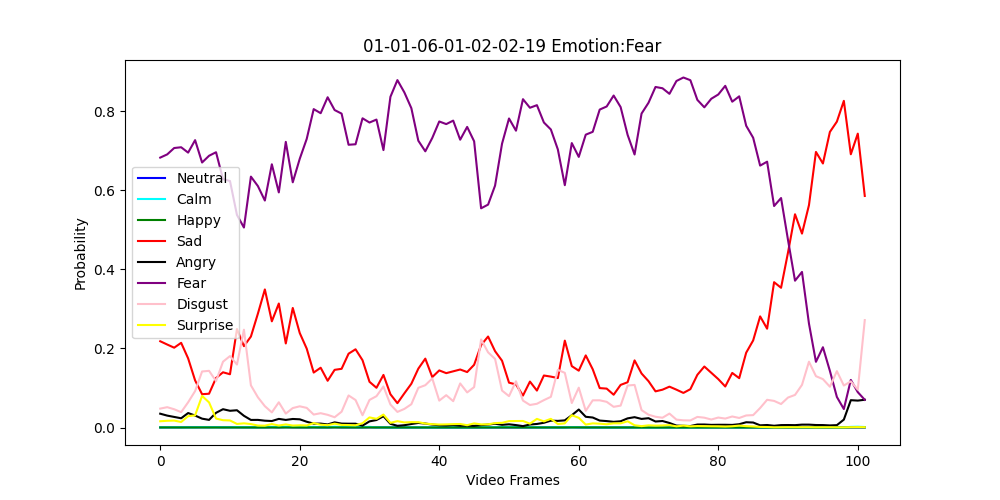 01-01-06-01-02-02-19 Emotion:Fear
Probability
0.8
0.6
0.4
0.2
0.0
Neutral
Calm
Happy
Sad
Angry
Fear
Disgust
Surprise
0 20 40 60 80 100
Video Frames